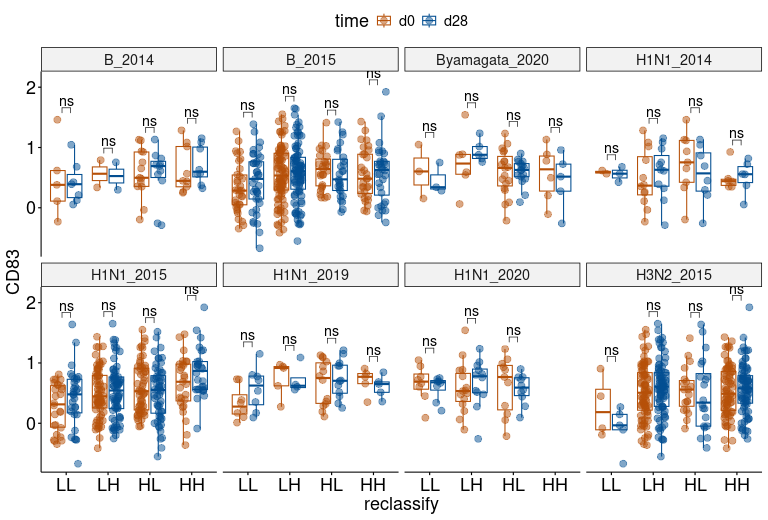 time d0 d28
B_2014 B_2015 Byamagata_2020 H1N1_2014
2 ns ns ns ns ns ns ns ns ns ns ns ns ns ns ns ns
1
0
CD83
H1N1_2015 H1N1_2019 H1N1_2020 H3N2_2015
2 ns ns ns ns ns ns ns ns ns ns ns ns ns ns ns
1
0
LL LH HL HH LL LH HL HH LL LH HL HH LL LH HL HH
reclassify